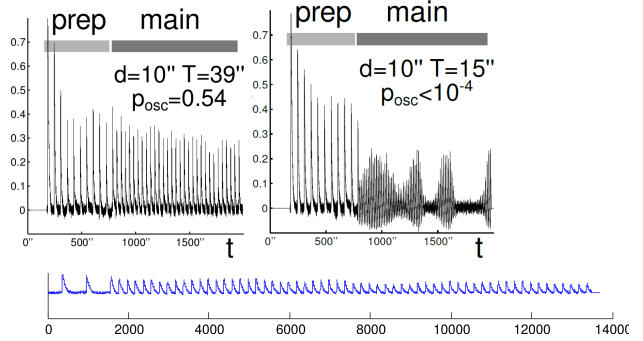 prep main
0.7
0.6
0.5
0.4
0.3
0.2
0.1
0
d=10" T=39"
p_osc=0.54
0" 500" 1000" 1500" t
prep main
0.7
0.6
0.5
0.4
0.3
0.2
0.1
0
d=10" T=15"
p_osc<10^-4
0" 500" 1000" 1500" t
0 2000 4000 6000 8000 10000 12000 14000